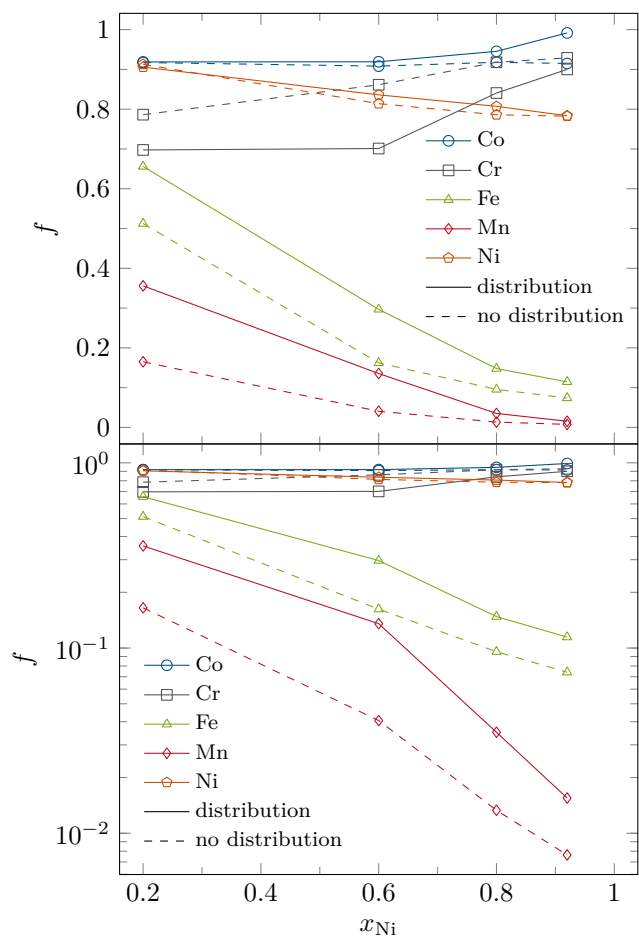 1
0.8
0.6
f
0.4
0.2
0
Co
Cr
Fe
Mn
Ni
distribution
no distribution
10^0
10^−1
f
10^−2
Co
Cr
Fe
Mn
Ni
distribution
no distribution
0.2 0.4 0.6 0.8 1
x_Ni